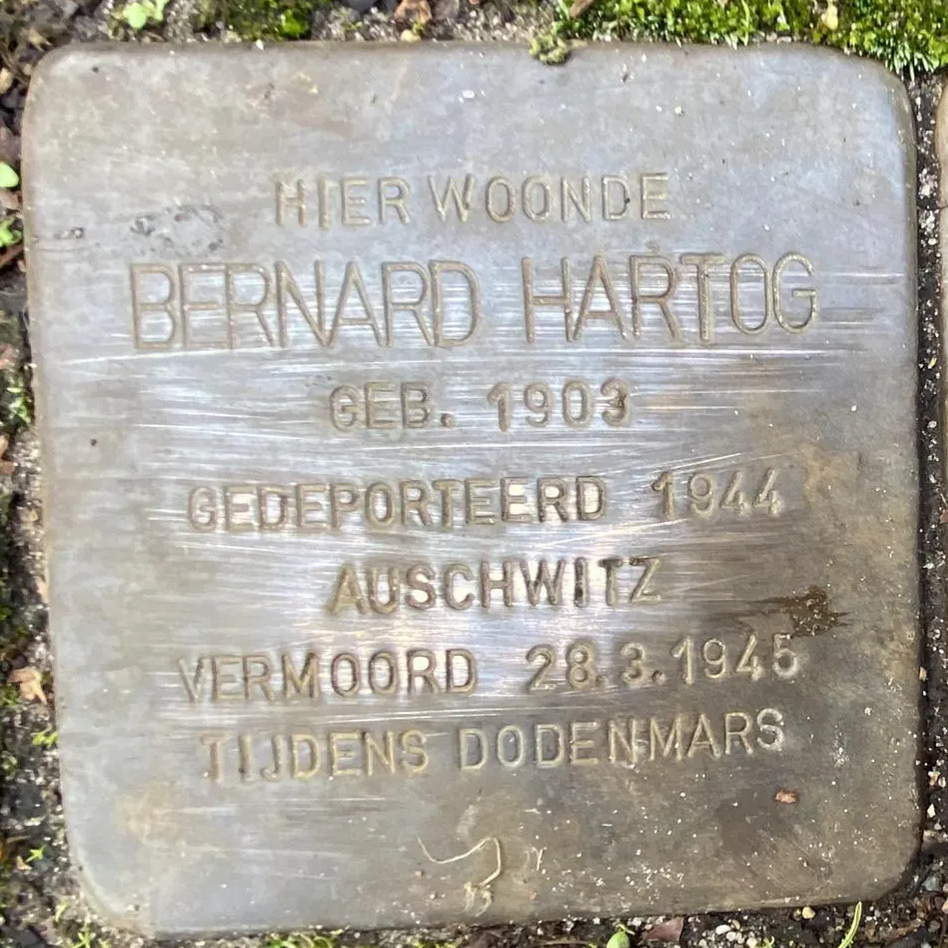 HIER WOONDE
BERNARD HARTOG
GEB. 1903
GEDEPORTEERD 1944
AUSCHWITZ
VERMOORD 28.3.1945
TIJDENS DODENMARS